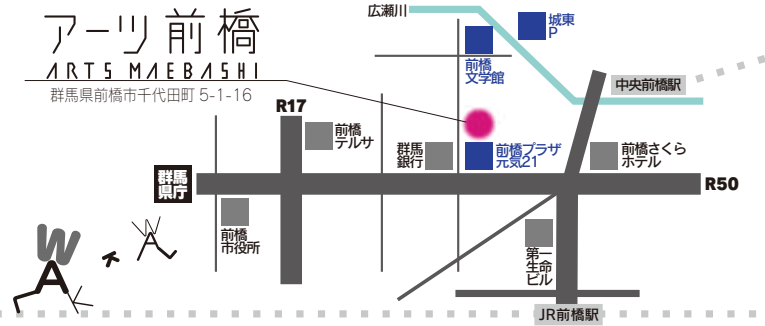 アーツ前橋
ARTS MAEBASHI
群馬県前橋市千代田町 5-1-16
広瀬川
城東
P
前橋
文学館
中央前橋駅
R17
前橋
テルサ
群馬
銀行
前橋プラザ
元気21
前橋さくら
ホテル
群馬
県庁
R50
前橋
市役所
第一
生命
ビル
W
A
W
A
JR前橋駅